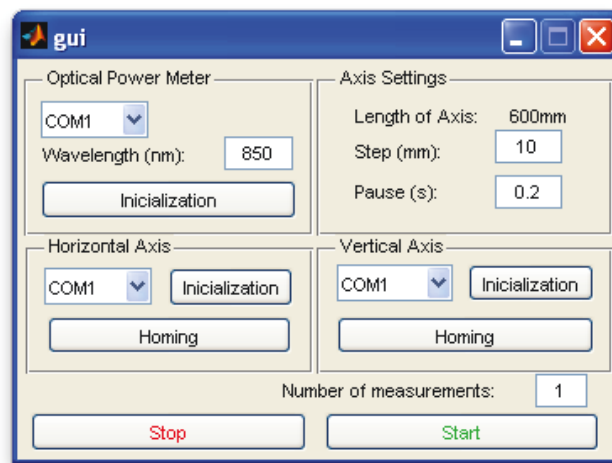 gui
Optical Power Meter
COM1
Wavelength (nm): 850
Inicialization
Axis Settings
Length of Axis: 600mm
Step (mm): 10
Pause (s): 0.2
Horizontal Axis
COM1 Inicialization
Homing
Vertical Axis
COM1 Inicialization
Homing
Number of measurements: 1
Stop Start